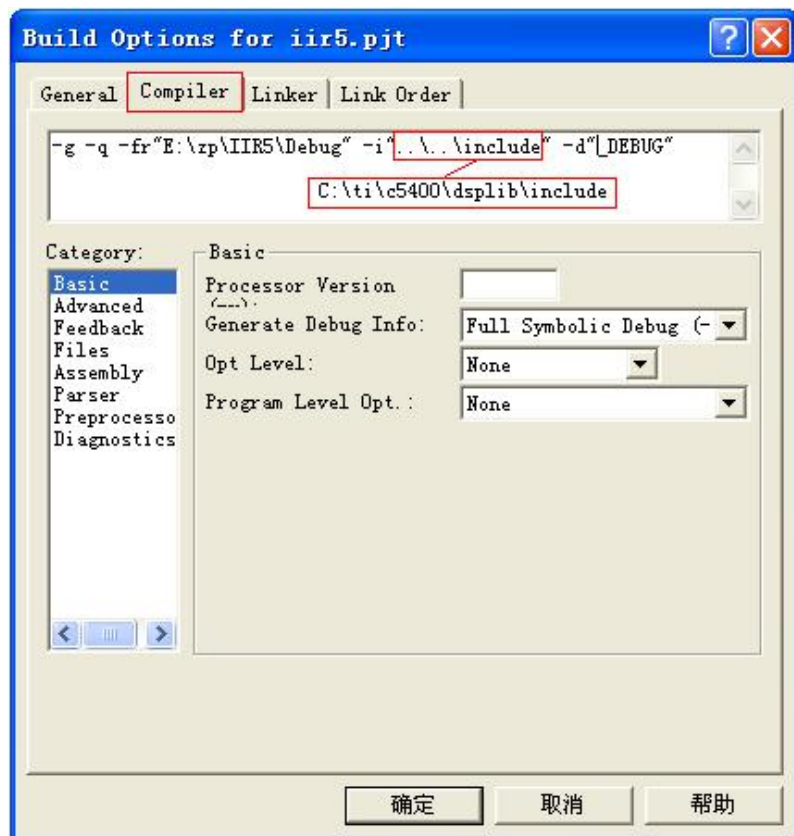 Build Options for iir5.pjt
General Compiler Linker Link Order
-g -q -fr"E:\zp\IIR5\Debug" -i"..\..\include" -d"_DEBUG"
C:\ti\c5400\dsplib\include
Category:
Basic
Basic
Advanced
Feedback
Files
Assembly
Parser
Preprocesso
Diagnostics
Processor Version
Generate Debug Info:
Full Symbolic Debug (-
Opt Level:
None
Program Level Opt.:
None
确定 取消 帮助